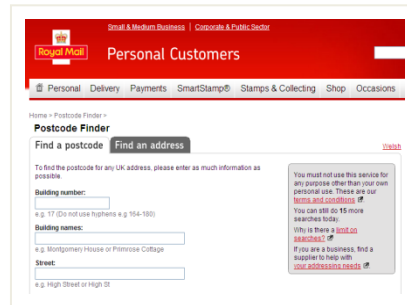 Small & Medium Business | Corporate & Public Sector
Royal Mail
Personal Customers
Personal Delivery Payments SmartStamp® Stamps & Collecting Shop Occasions
Home > Postcode Finder >
Postcode Finder
Find a postcode Find an address
Welsh
To find the postcode for any UK address, please enter as much information as
possible.
Building number:
e.g. 17 (Do not use hyphens e.g 164-180)
Building names:
e.g. Montgomery House or Primrose Cottage
Street:
e.g. High Street or High St
You must not use this service for
any purpose other than your own
personal use. These are our
terms and conditions
You can still do 15 more
searches today.
Why is there a limit on
searches?
If you are a business, find a
supplier to help with
your addressing needs